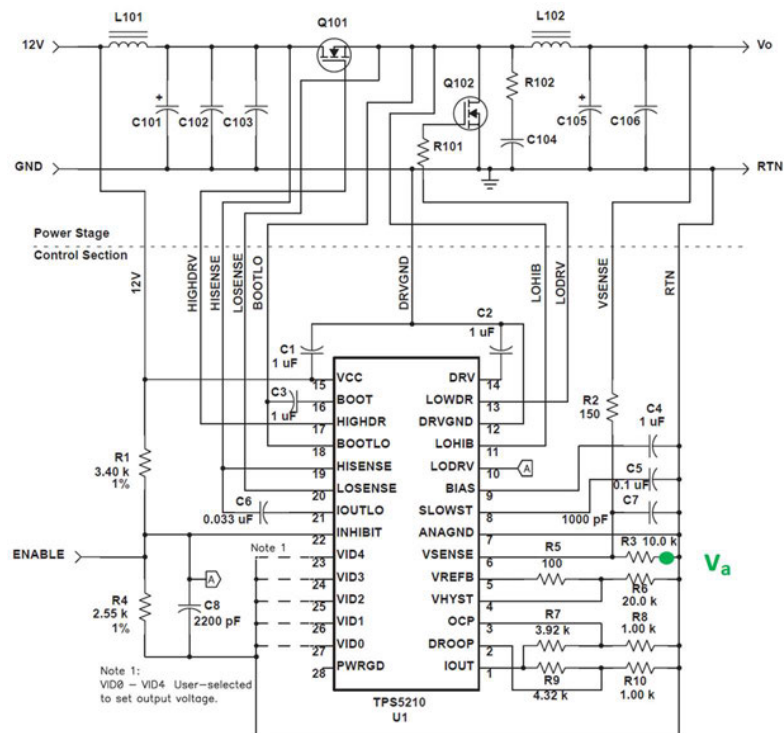 L101
Q101
L102
12V
Vo
+
C101
C102
C103
Q102
R102
+
C105
C106
R101
C104
GND
RTN
Power Stage
Control Section
12V
HIGHDRV
HISENSE
LOSENSE
BOOTLO
DRVGND
LOHIB
LODRV
VSENSE
RTN
C1
1 uF
C2
1 uF
C3
1 uF
15 VCC
16 BOOT
17 HIGHDR
18 BOOTLO
19 HISENSE
20 LOSENSE
21 IOUTLO
22 INHIBIT
23 VID4
24 VID3
25 VID2
26 VID1
27 VID0
28 PWRGD
DRV 14
LOWDR 13
DRVGND 12
LOHIB 11
LODRV 10
BIAS 9
SLOWST 8
ANAGND 7
VSENSE 6
VREFB 5
VHYST 4
OCP 3
DROOP 2
IOUT 1
A
R2
150
C4
1 uF
C5
0.1 uF
C7
1000 pF
R1
3.40 k
1%
C6
0.033 uF
ENABLE
Note 1
A
R4
2.55 k
1%
C8
2200 pF
R3 10.0 k
Va
R5
100
R6
20.0 k
R7
3.92 k
R8
1.00 k
R9
4.32 k
R10
1.00 k
Note 1:
VID0 – VID4 User-selected
to set output voltage.
TPS5210
U1